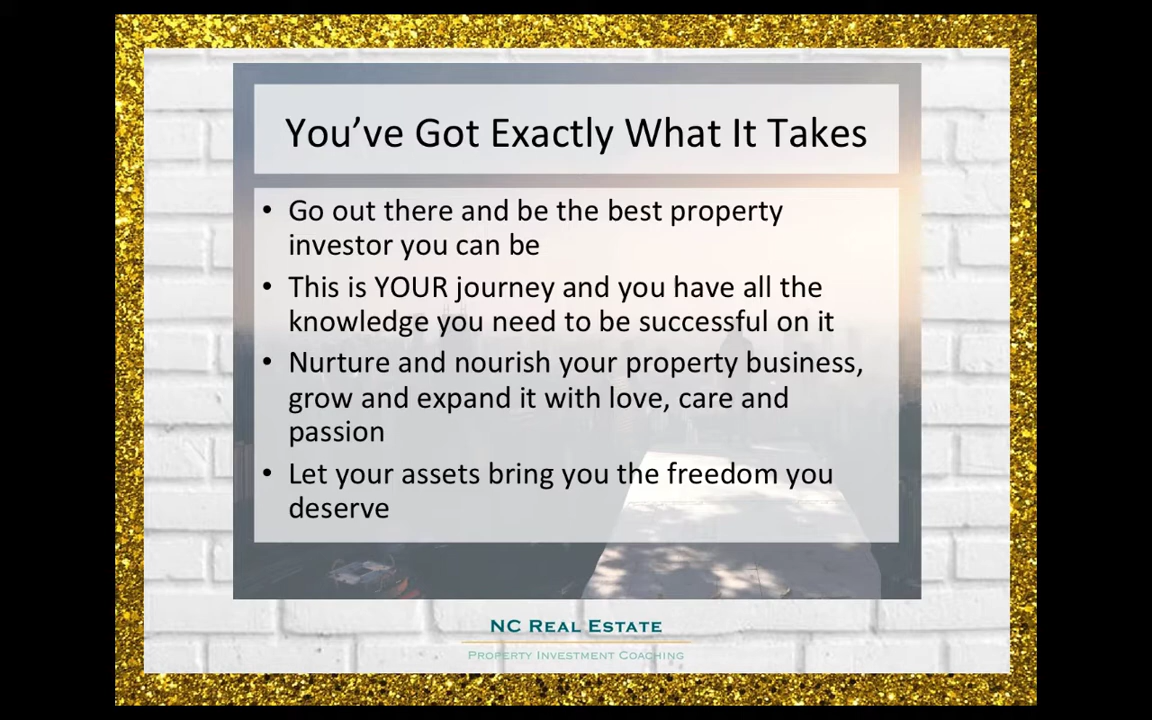 You’ve Got Exactly What It Takes
• Go out there and be the best property
investor you can be
• This is YOUR journey and you have all the
knowledge you need to be successful on it
• Nurture and nourish your property business,
grow and expand it with love, care and
passion
• Let your assets bring you the freedom you
deserve
NC Real Estate
Property Investment Coaching